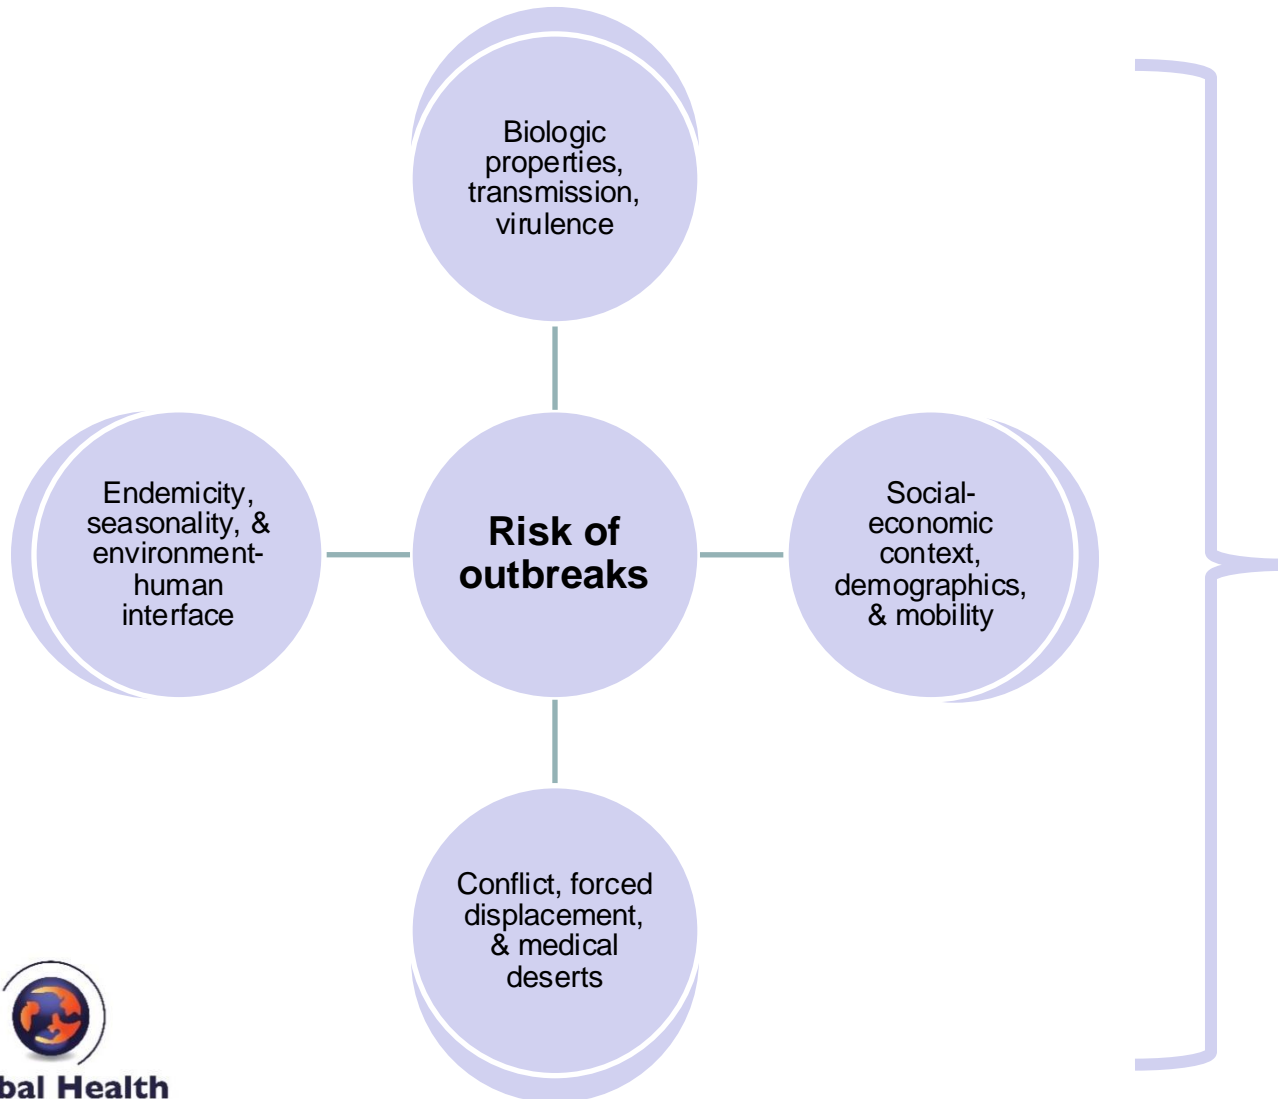 Biologic
properties,
transmission,
virulence
Endemicity,
seasonality, &
environment-
human
interface
Risk of
outbreaks
Social-
economic
context,
demographics,
& mobility
Conflict, forced
displacement,
& medical
deserts
bal Health